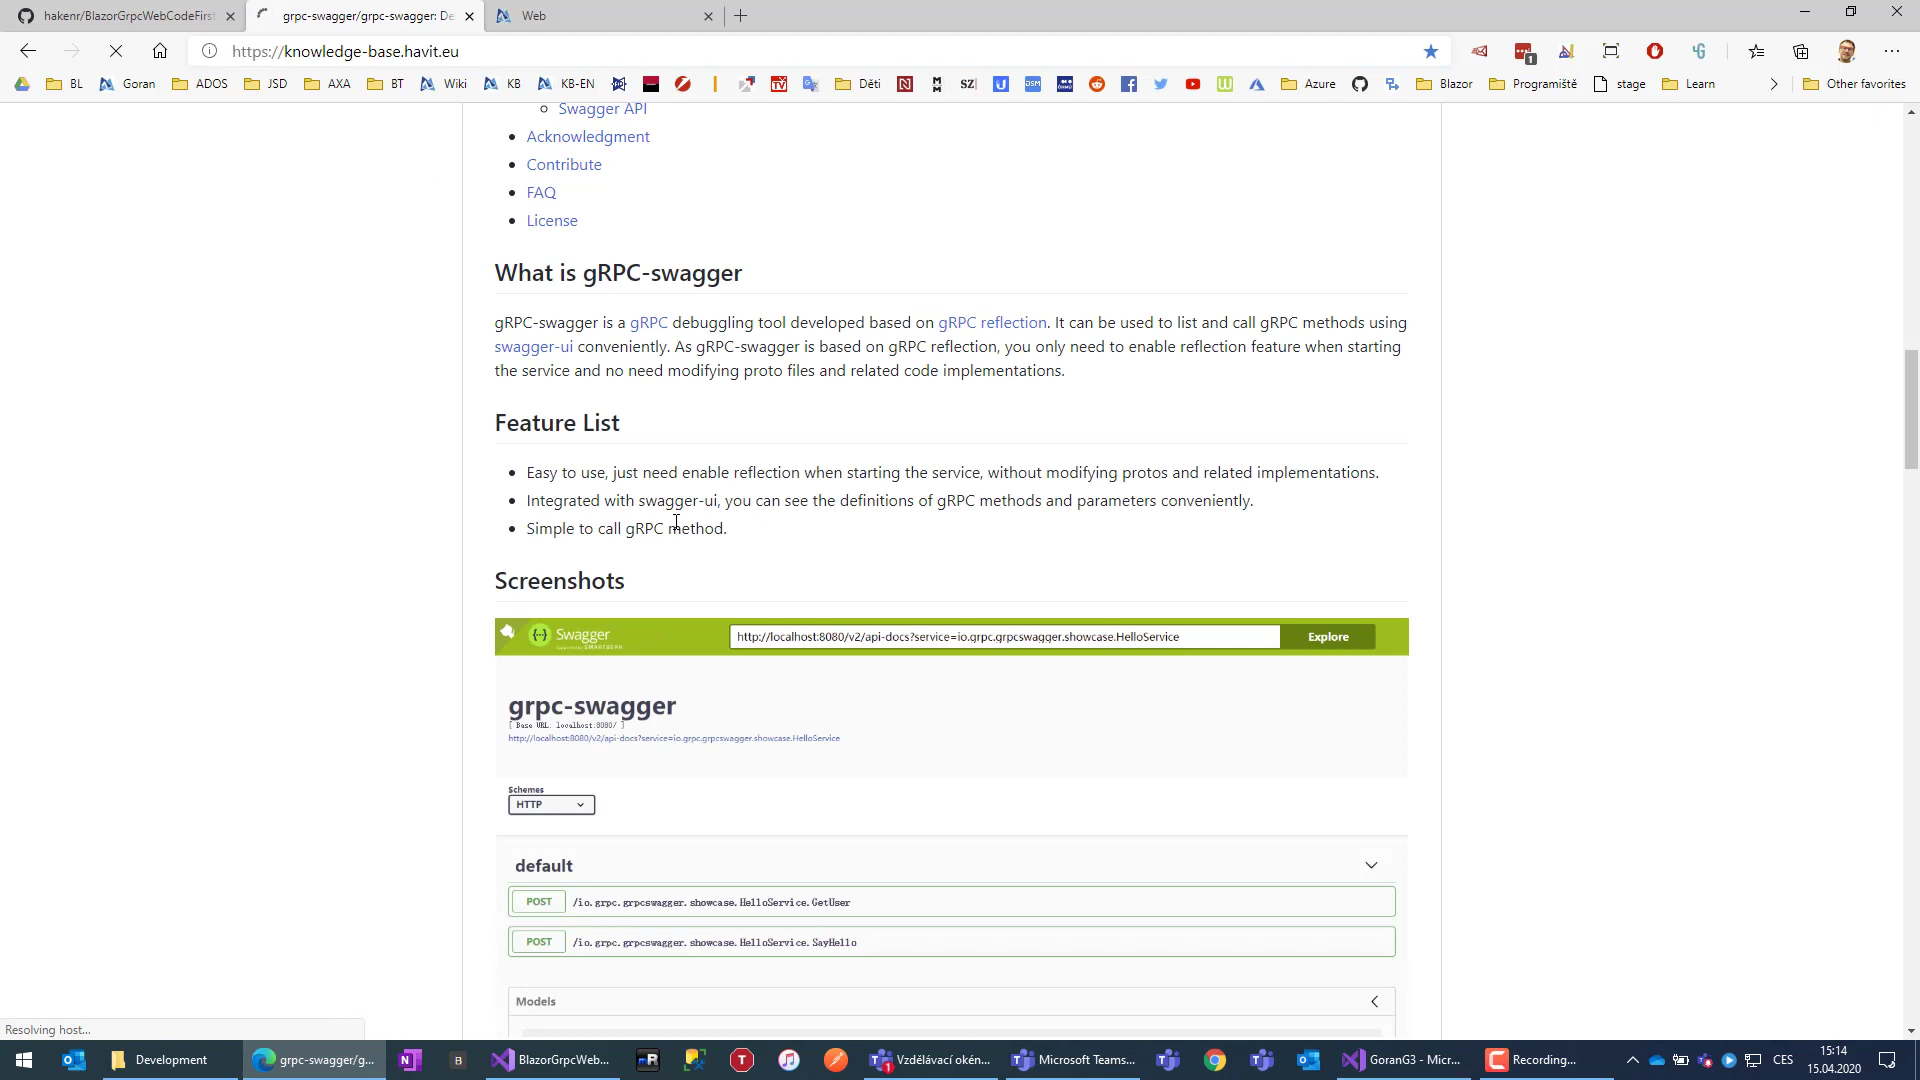 hakenr/BlazorGrpcWebCodeFirst
grpc-swagger/grpc-swagger: De
Web
https://knowledge-base.havit.eu
BL
Goran
ADOS
JSD
AXA
BT
Wiki
KB
KB-EN
Děti
Azure
Blazor
Programiště
stage
Learn
Other favorites
Swagger API
Acknowledgment
Contribute
FAQ
License
What is gRPC-swagger
gRPC-swagger is a gRPC debuggling tool developed based on gRPC reflection. It can be used to list and call gRPC methods using
swagger-ui conveniently. As gRPC-swagger is based on gRPC reflection, you only need to enable reflection feature when starting
the service and no need modifying proto files and related code implementations.
Feature List
Easy to use, just need enable reflection when starting the service, without modifying protos and related implementations.
Integrated with swagger-ui, you can see the definitions of gRPC methods and parameters conveniently.
Simple to call gRPC method.
Screenshots
Swagger
http://localhost:8080/v2/api-docs?service=io.grpc.grpcswagger.showcase.HelloService
Explore
grpc-swagger
[ Base URL: localhost:8080/ ]
http://localhost:8080/v2/api-docs?service=io.grpc.grpcswagger.showcase.HelloService
Schemes
HTTP
default
POST /io.grpc.grpcswagger.showcase.HelloService.GetUser
POST /io.grpc.grpcswagger.showcase.HelloService.SayHello
Models
Resolving host...
Development
grpc-swagger/g...
BlazorGrpcWeb...
Vzdělávací okén...
Microsoft Teams...
GoranG3 - Micr...
Recording...
CES
15:14
15.04.2020